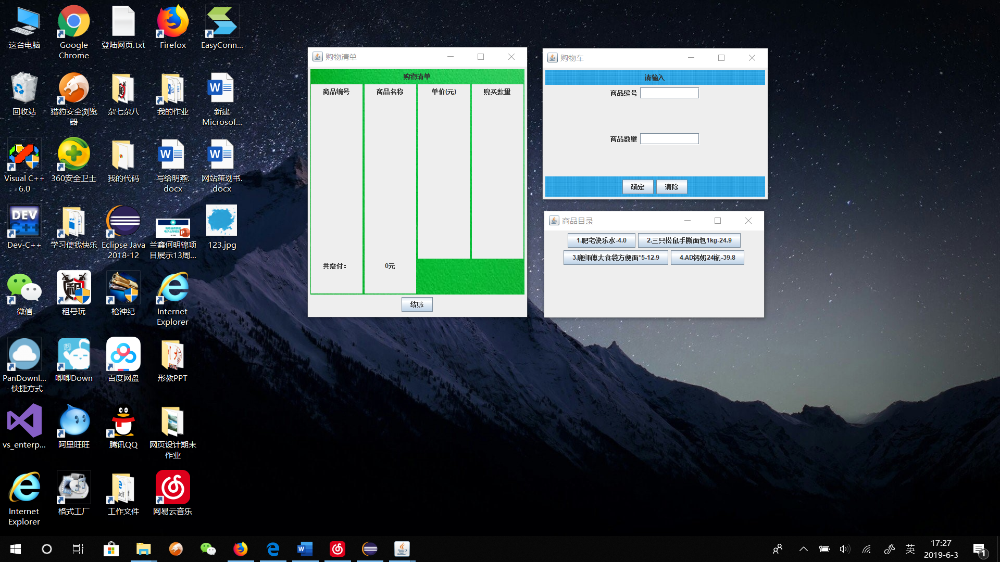 这台电脑
Google
Chrome
登陆网页.txt
Firefox
EasyConn...
回收站
猎豹安全浏览
器
杂七杂八
我的作业
新建
Microsof...
Visual C++
6.0
360安全卫士
我的代码
写给明燕.
docx
网站策划书.
docx
DEV
C++
Dev-C++
学习使我快乐
Eclipse Java
2018-12
兰鑫何明锦项
目展示13周...
123.jpg
微信
租号玩
枪神纪
Internet
Explorer
PanDownl...
- 快捷方式
唧唧Down
百度网盘
形教PPT
vs_enterp...
阿里旺旺
腾讯QQ
网页设计期末
作业
Internet
Explorer
格式工厂
工作文件
网易云音乐
购物清单
购物清单
商品编号 商品名称 单价(元) 购买数量
共需付： 0元
结账
购物车
请输入
商品编号
商品数量
确定 清除
商品目录
1.肥宅快乐水-4.0 2.三只松鼠手撕面包1kg-24.9
3.康师傅大食袋方便面*5-12.9 4.AD钙奶24瓶-39.8
英
17:27
2019-6-3
1